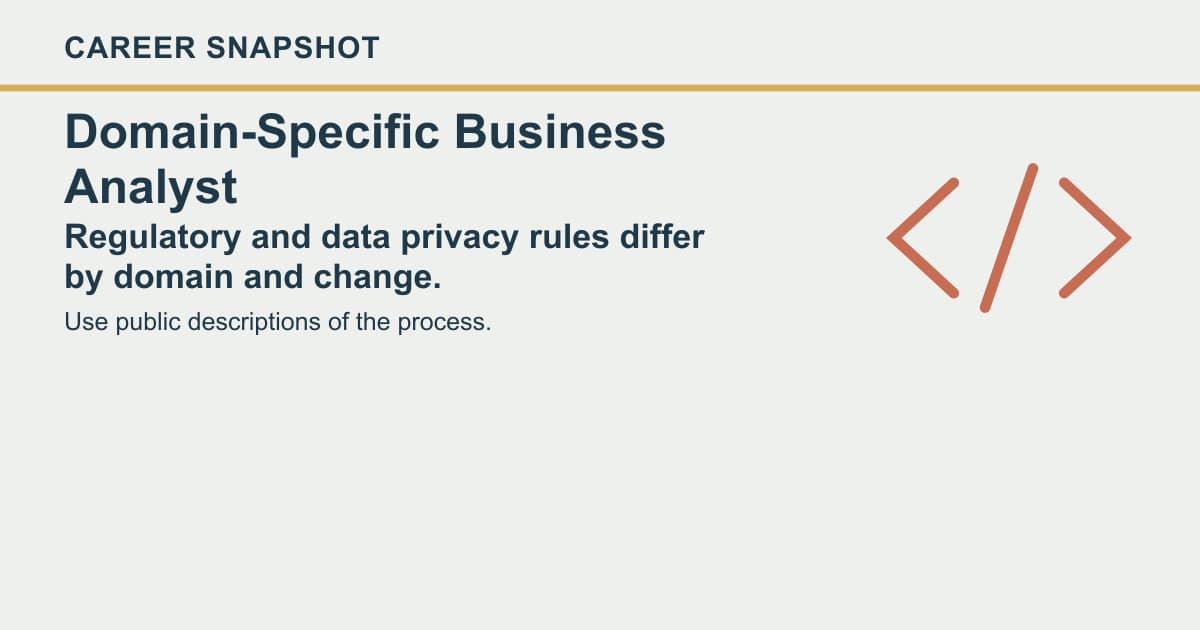 CAREER SNAPSHOT
Domain-Specific Business
Analyst
Regulatory and data privacy rules differ
by domain and change.
Use public descriptions of the process.